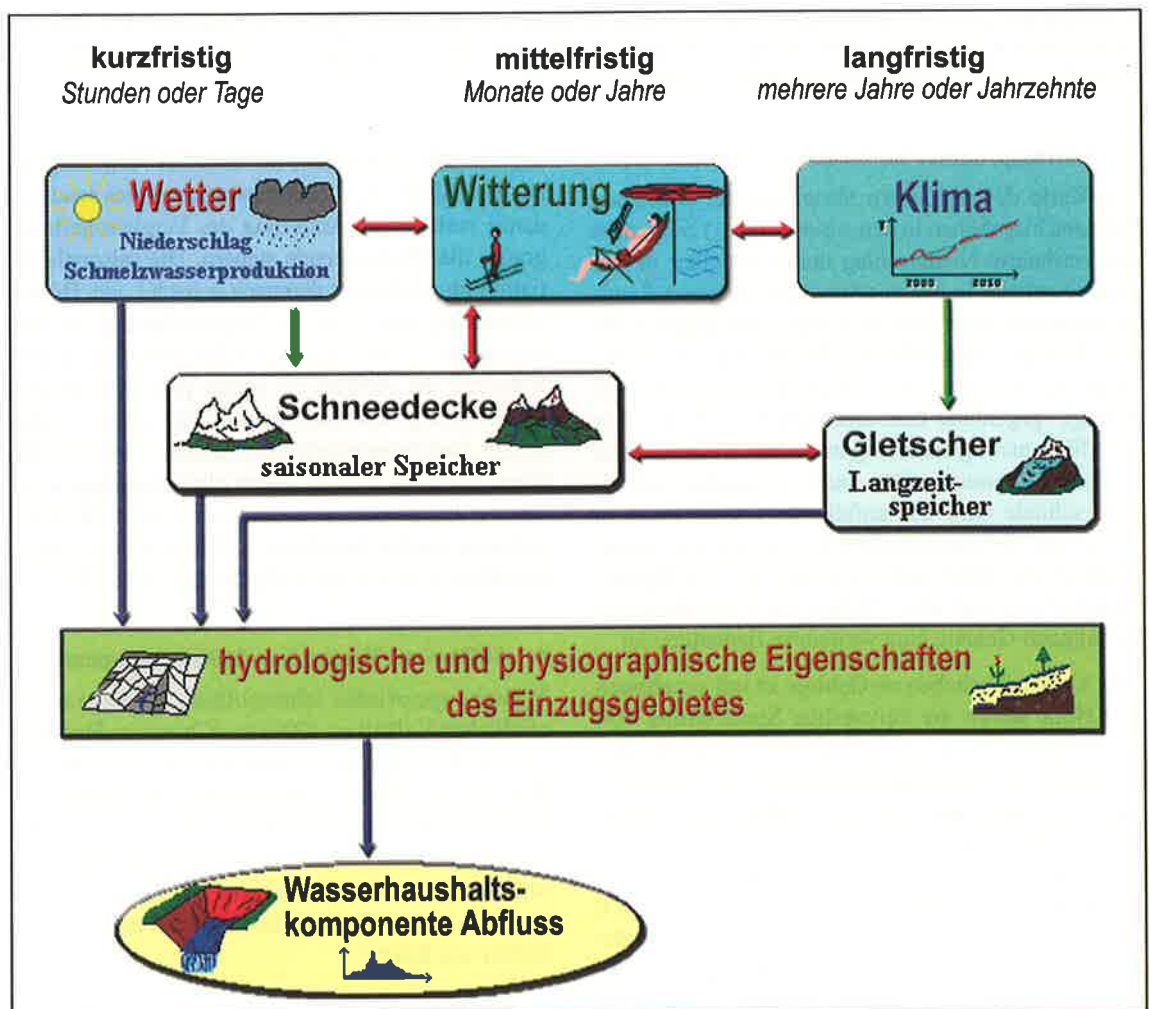 kurzfristig
Stunden oder Tage
mittelfristig
Monate oder Jahre
langfristig
mehrere Jahre oder Jahrzehnte
Wetter
Niederschlag
Schmelzwasserproduktion
Witterung
Klima
T
2000 2010
Schneedecke
saisonaler Speicher
Gletscher
Langzeit-
speicher
hydrologische und physiographische Eigenschaften
des Einzugsgebietes
Wasserhaushalts-
komponente Abfluss